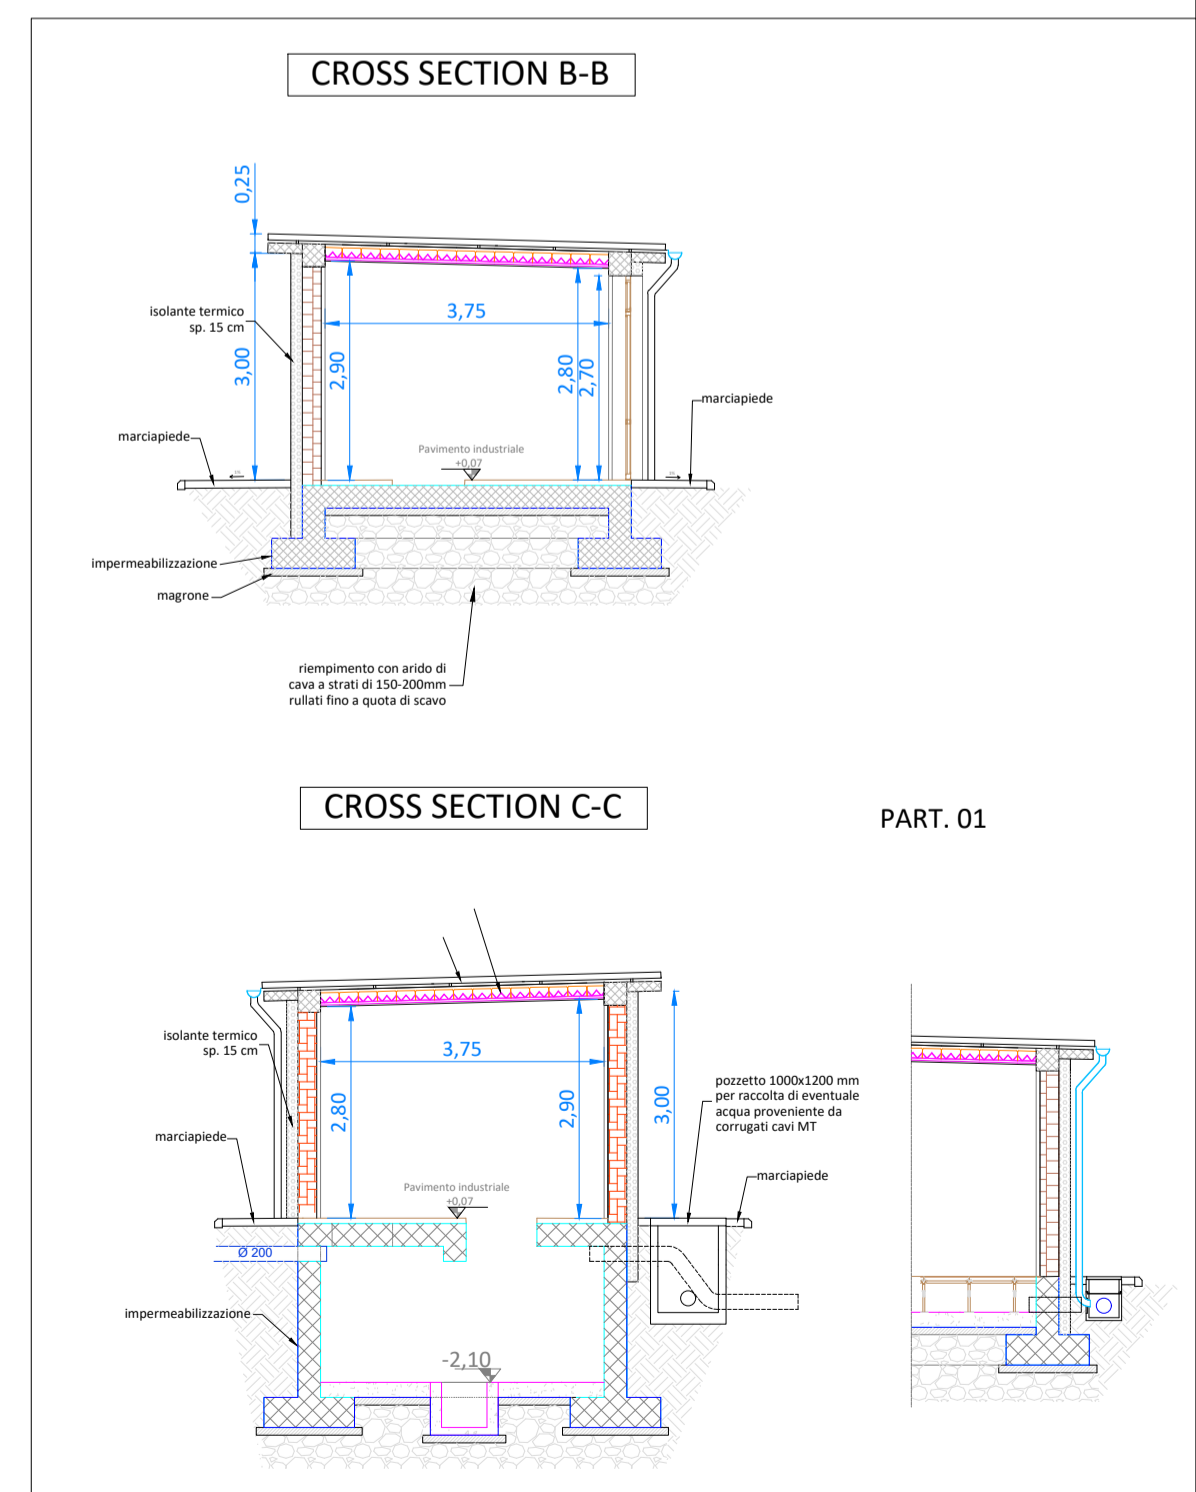 CROSS SECTION B-B
0,25
isolante termico
sp. 15 cm
3,00
3,75
2,90
2,80
2,70
marciapiede
marciapiede
Pavimento industriale
+0,07
impermeabilizzazione
magrone
riempimento con arido di
cava a strati di 150-200mm
rullati fino a quota di scavo
CROSS SECTION C-C
PART. 01
isolante termico
sp. 15 cm
3,75
2,80
2,90
3,00
pozzetto 1000x1200 mm
per raccolta di eventuale
acqua proveniente da
corrugati cavi MT
marciapiede
marciapiede
Pavimento industriale
+0,07
Ø 200
impermeabilizzazione
-2,10